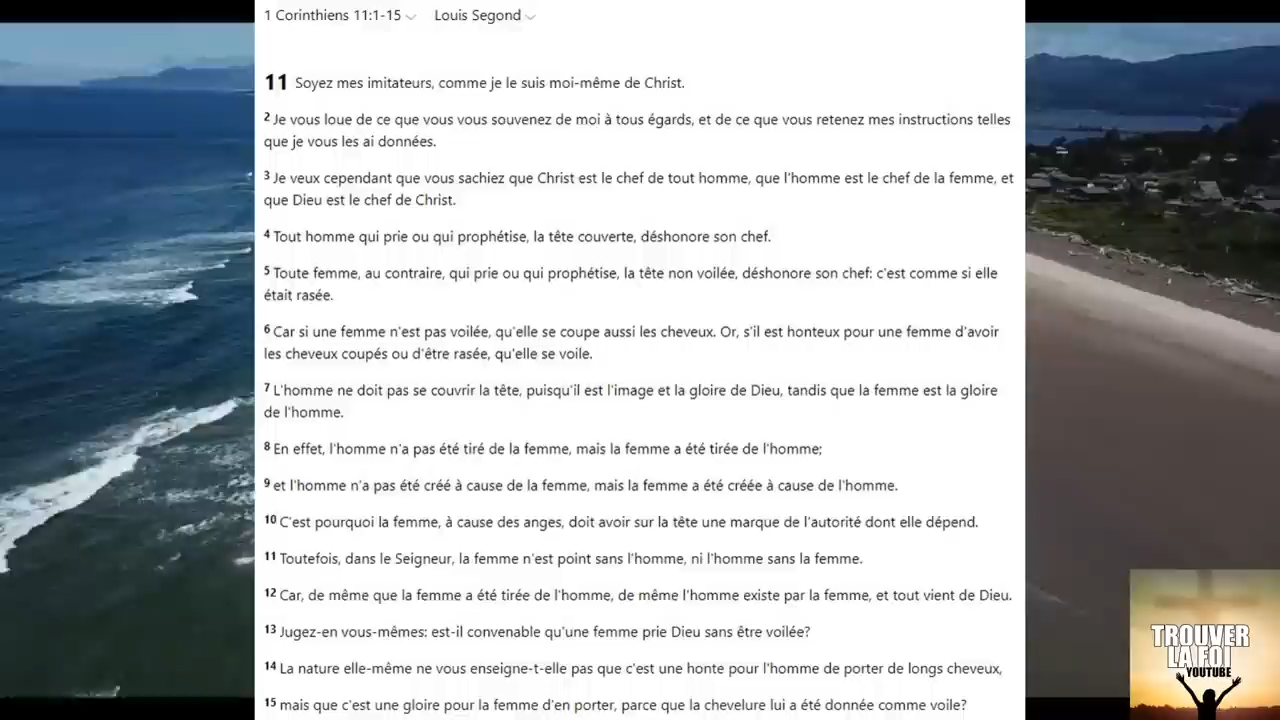 1 Corinthiens 11:1-15 Louis Segond
11 Soyez mes imitateurs, comme je le suis moi-même de Christ.
2 Je vous loue de ce que vous vous souvenez de moi à tous égards, et de ce que vous retenez mes instructions telles
que je vous les ai données.
3 Je veux cependant que vous sachiez que Christ est le chef de tout homme, que l'homme est le chef de la femme, et
que Dieu est le chef de Christ.
4 Tout homme qui prie ou qui prophétise, la tête couverte, déshonore son chef.
5 Toute femme, au contraire, qui prie ou qui prophétise, la tête non voilée, déshonore son chef: c'est comme si elle
était rasée.
6 Car si une femme n'est pas voilée, qu'elle se coupe aussi les cheveux. Or, s'il est honteux pour une femme d'avoir
les cheveux coupés ou d'être rasée, qu'elle se voile.
7 L'homme ne doit pas se couvrir la tête, puisqu'il est l'image et la gloire de Dieu, tandis que la femme est la gloire
de l'homme.
8 En effet, l'homme n'a pas été tiré de la femme, mais la femme a été tirée de l'homme;
9 et l'homme n'a pas été créé à cause de la femme, mais la femme a été créée à cause de l'homme.
10 C'est pourquoi la femme, à cause des anges, doit avoir sur la tête une marque de l'autorité dont elle dépend.
11 Toutefois, dans le Seigneur, la femme n'est point sans l'homme, ni l'homme sans la femme.
12 Car, de même que la femme a été tirée de l'homme, de même l'homme existe par la femme, et tout vient de Dieu.
13 Jugez-en vous-mêmes: est-il convenable qu'une femme prie Dieu sans être voilée?
14 La nature elle-même ne vous enseigne-t-elle pas que c'est une honte pour l'homme de porter de longs cheveux,
15 mais que c'est une gloire pour la femme d'en porter, parce que la chevelure lui a été donnée comme voile?
TROUVER
LA FOI
YOUTUBE